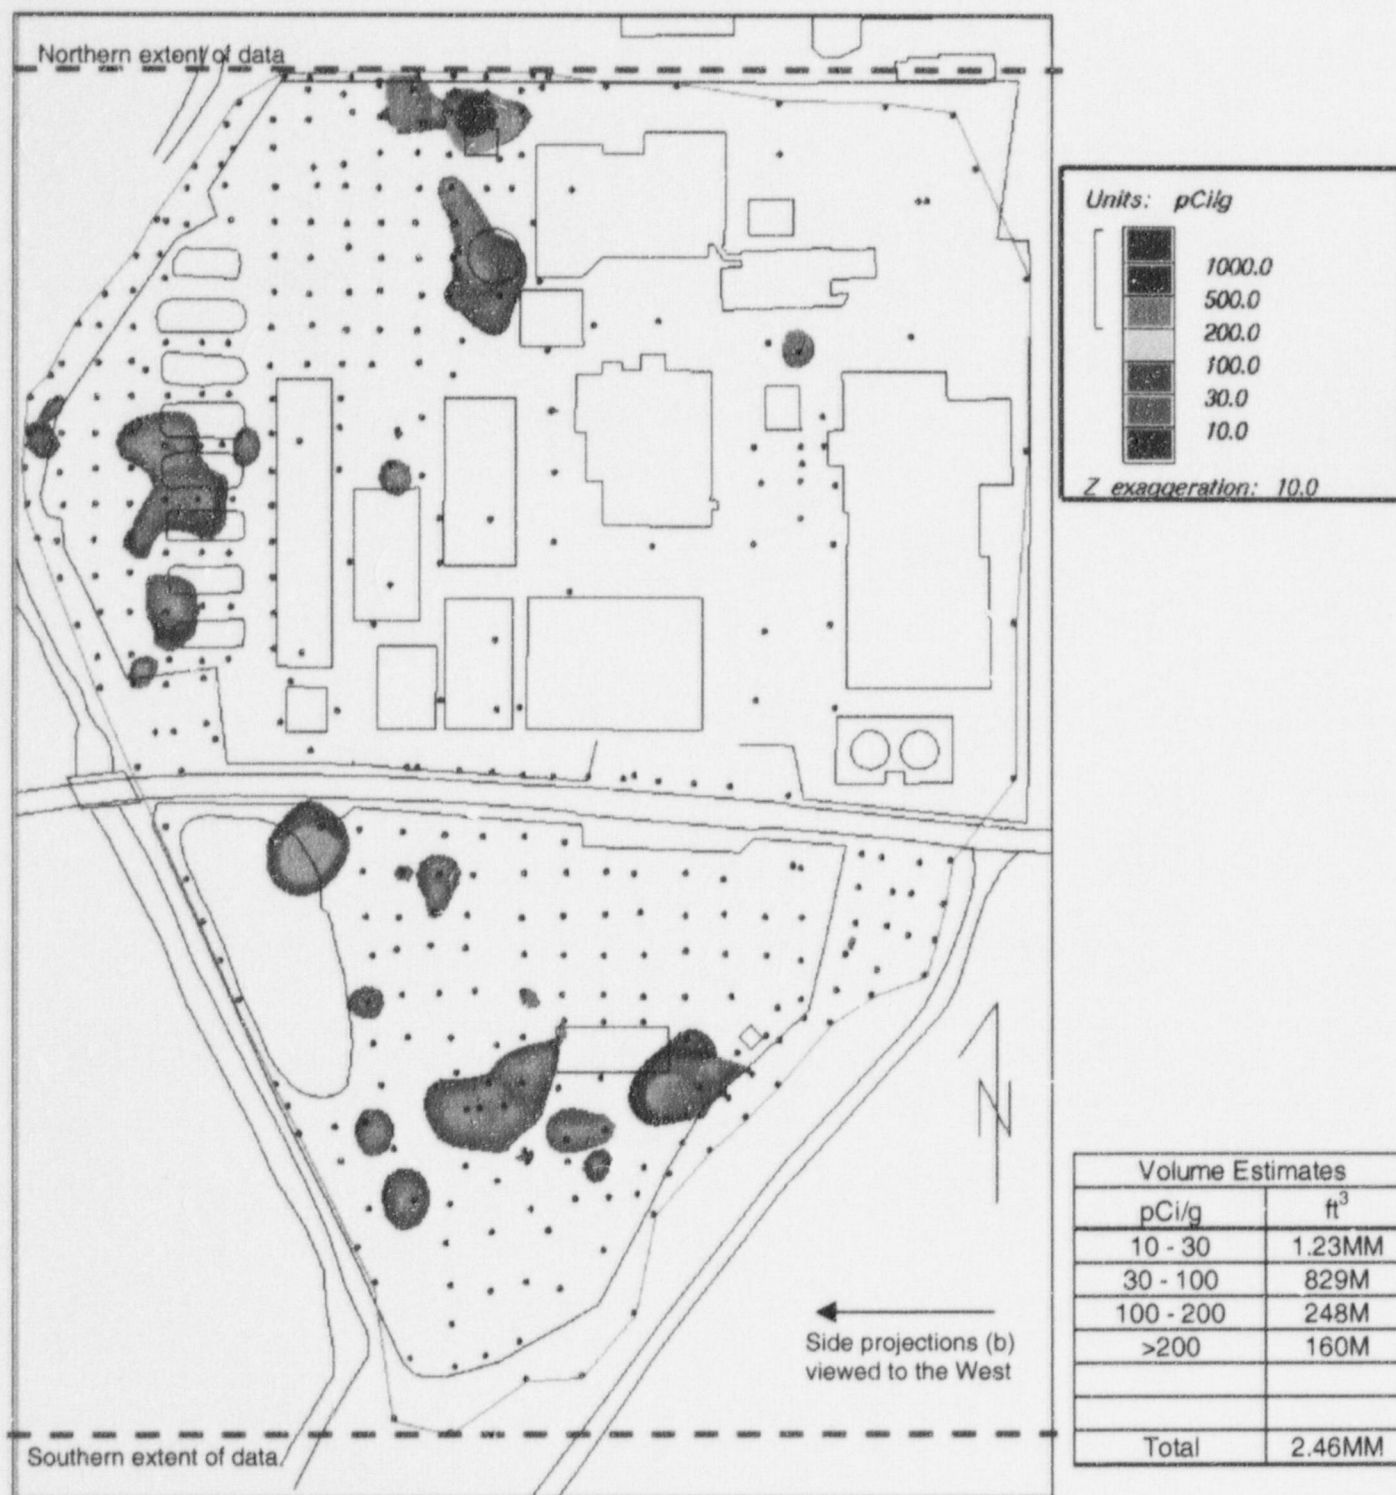 Northern extent of data
Units: pCi/g
1000.0
500.0
200.0
100.0
30.0
10.0
Z exaggeration: 10.0
N
Volume Estimates
pCi/g ft³
10 - 30 1.23MM
30 - 100 829M
100 - 200 248M
>200 160M
Total 2.46MM
Side projections (b)
viewed to the West
Southern extent of data